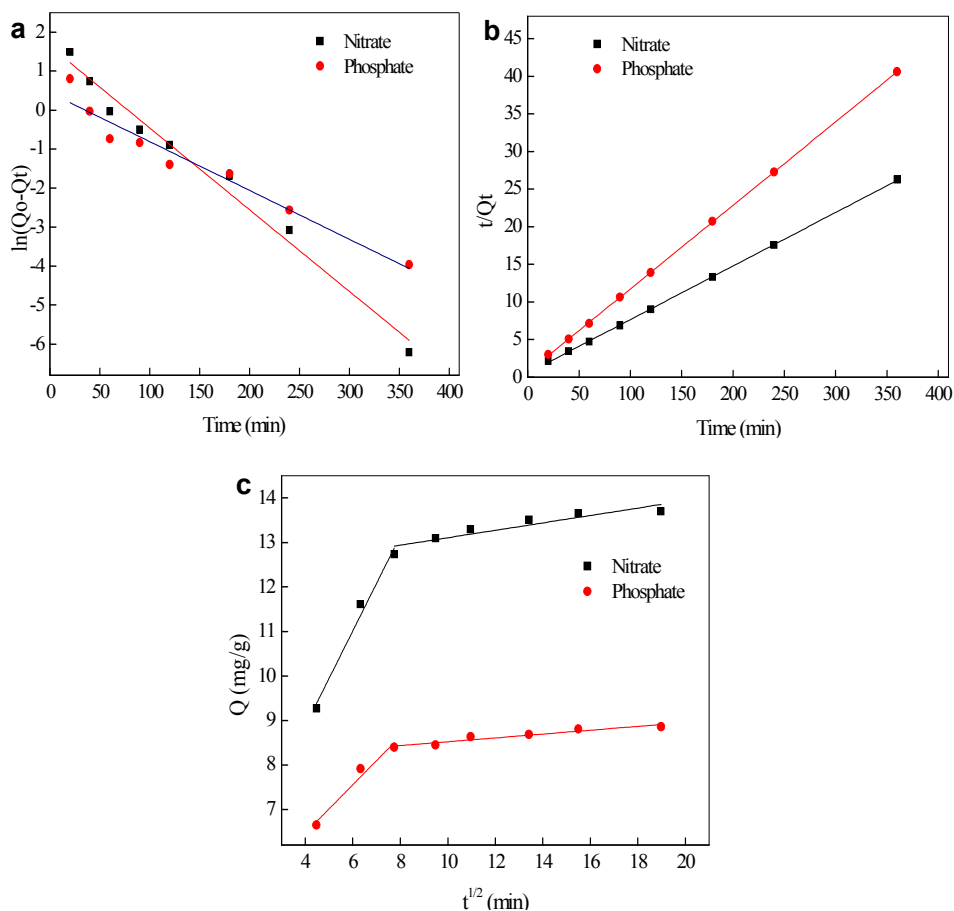 a
Nitrate
Phosphate
ln(Qo-Qt)
2
1
0
-1
-2
-3
-4
-5
-6
0 50 100 150 200 250 300 350 400
Time (min)
b
Nitrate
Phosphate
t/Qt
45
40
35
30
25
20
15
10
5
0
0 50 100 150 200 250 300 350 400
Time (min)
c
Nitrate
Phosphate
Q (mg/g)
14
13
12
11
10
9
8
7
4 6 8 10 12 14 16 18 20
t^1/2 (min)